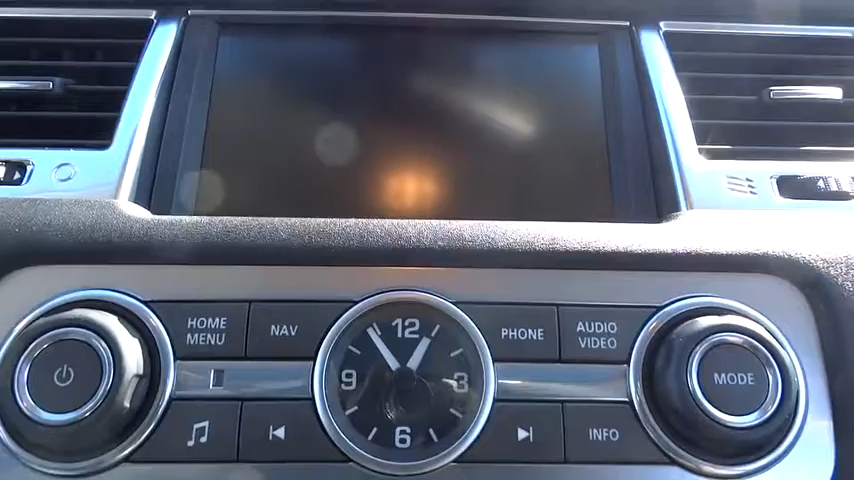 HOME
MENU
NAV
12
PHONE
AUDIO
VIDEO
9
3
MODE
6
INFO